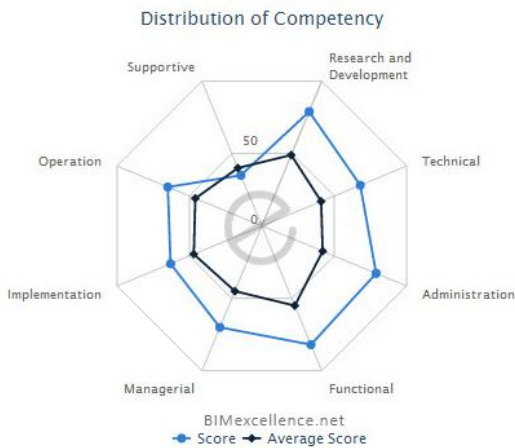 Distribution of Competency
Supportive
Research and
Development
50
Operation
Technical
0
Implementation
Administration
Managerial
Functional
BIMexcellence.net
Score
Average Score